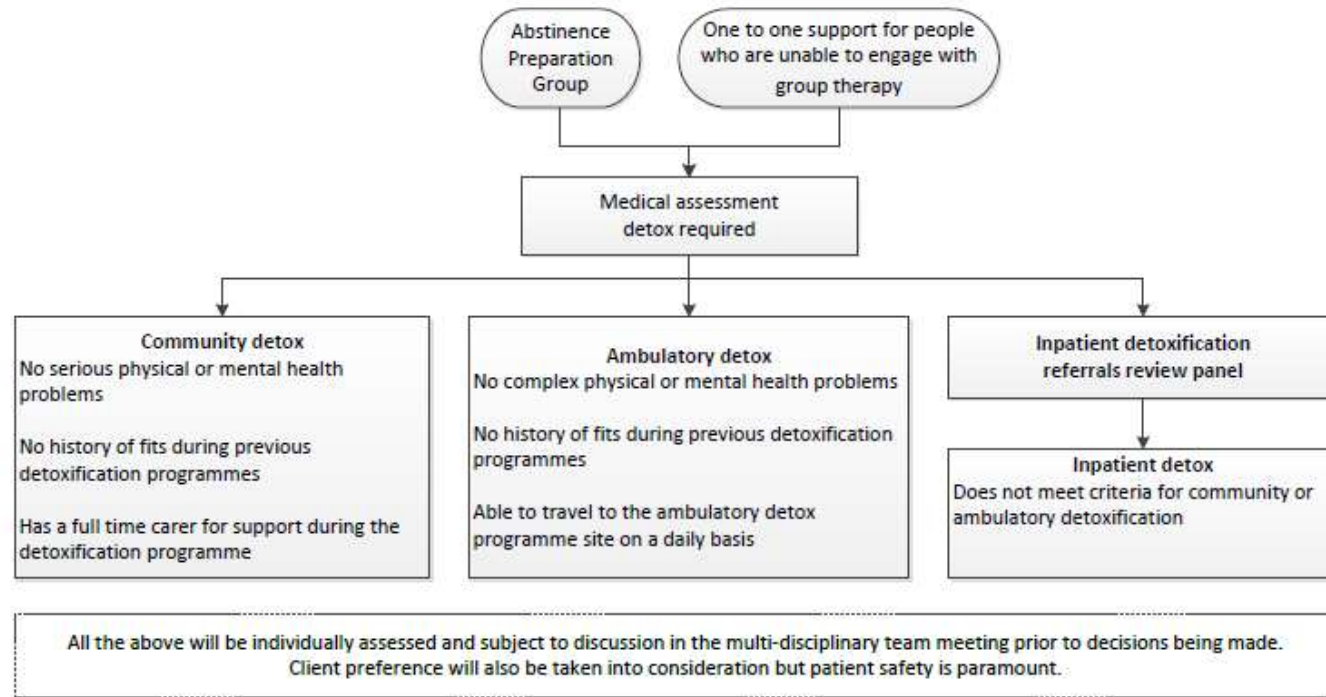 Abstinence
Preparation
Group
One to one support for people
who are unable to engage with
group therapy
Medical assessment
detox required
Community detox
No serious physical or mental health
problems
No history of fits during previous
detoxification programmes
Has a full time carer for support during the
detoxification programme
Ambulatory detox
No complex physical or mental health problems
No history of fits during previous detoxification
programmes
Able to travel to the ambulatory detox
programme site on a daily basis
Inpatient detoxification
referrals review panel
Inpatient detox
Does not meet criteria for community or
ambulatory detoxification
All the above will be individually assessed and subject to discussion in the multi-disciplinary team meeting prior to decisions being made.
Client preference will also be taken into consideration but patient safety is paramount.